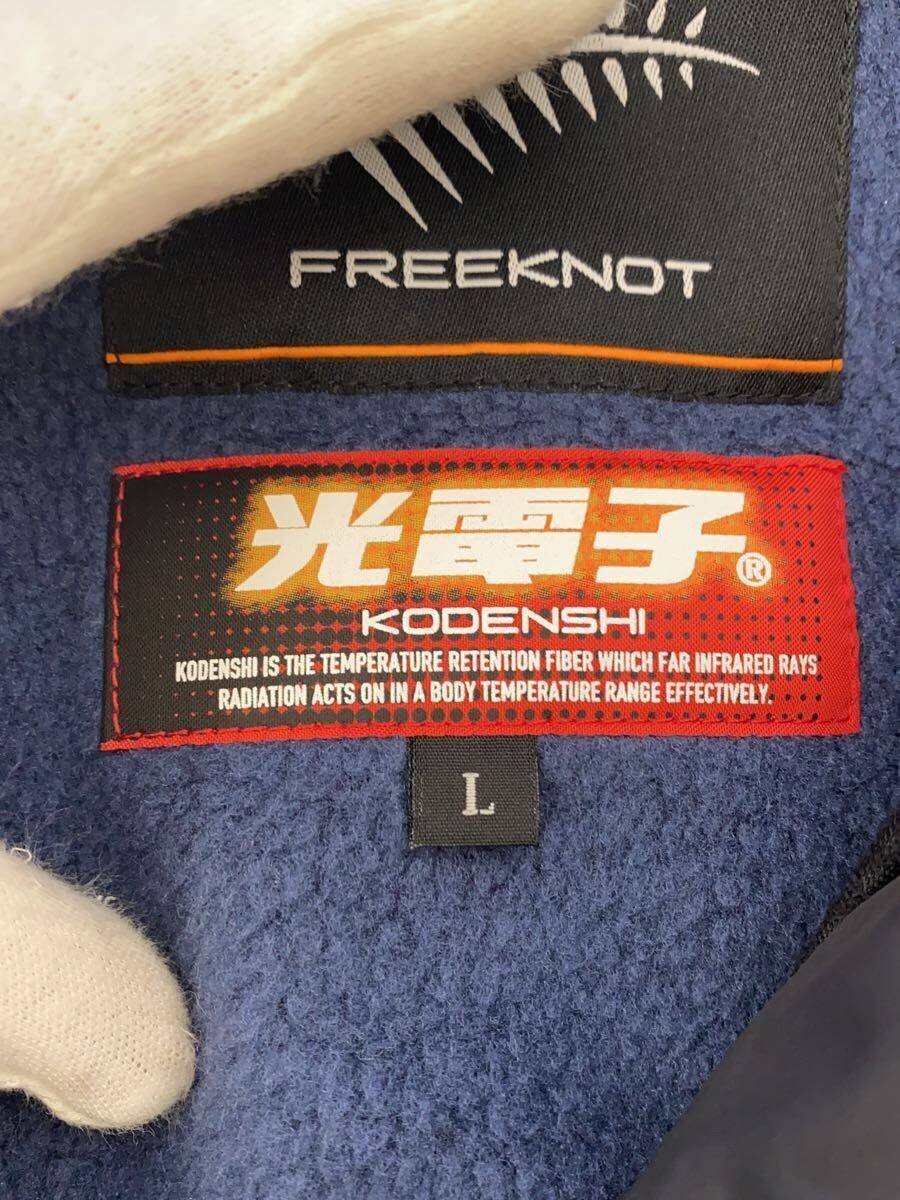 FREEKNOT
光電子®
KODENSHI
KODENSHI IS THE TEMPERATURE RETENTION FIBER WHICH FAR INFRARED RAYS
RADIATION ACTS ON IN A BODY TEMPERATURE RANGE EFFECTIVELY.
L